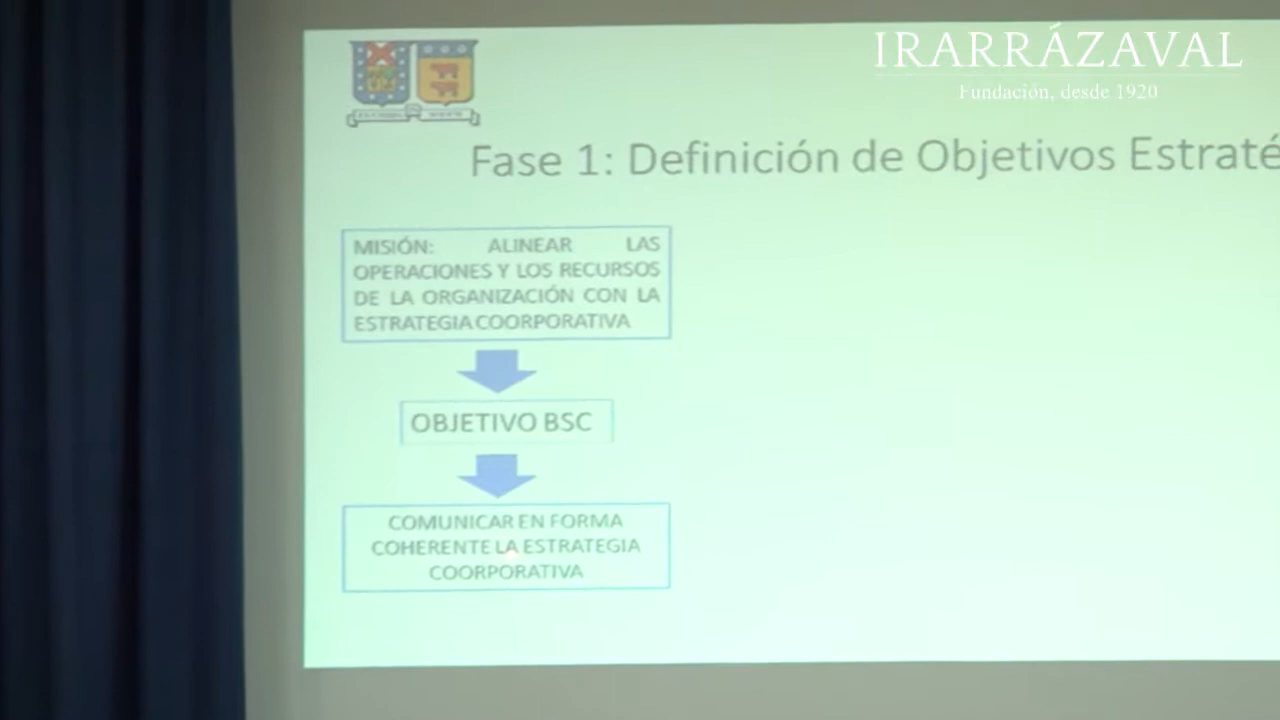 IRARRÁZAVAL
Fundación, desde 1920
Fase 1: Definición de Objetivos Estraté
MISIÓN: ALINEAR LAS
OPERACIONES Y LOS RECURSOS
DE LA ORGANIZACIÓN CON LA
ESTRATEGIA COORPORATIVA
OBJETIVO BSC
COMUNICAR EN FORMA
COHERENTE LA ESTRATEGIA
COORPORATIVA